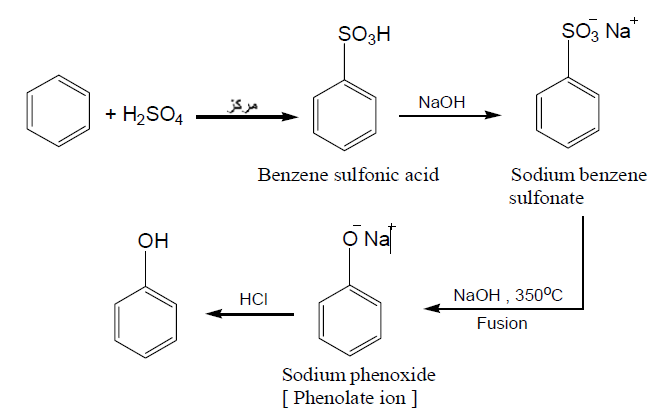 SO₃H
SO₃⁻ Na⁺
+ H₂SO₄
مركز
NaOH
Benzene sulfonic acid
Sodium benzene
sulfonate
OH
O⁻ Na⁺
HCl
NaOH , 350⁰C
Fusion
Sodium phenoxide
[ Phenolate ion ]